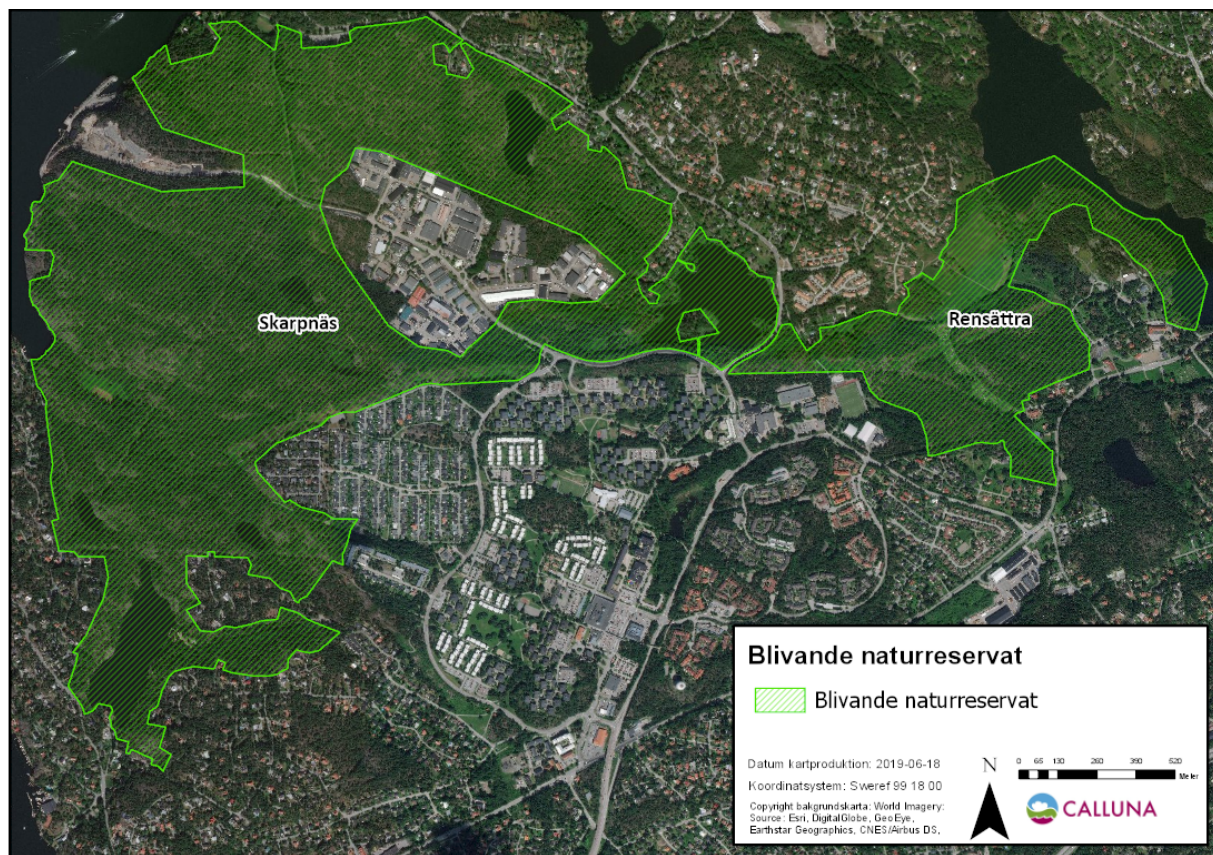 Skarpnäs
Rensättra
Blivande naturreservat
Blivande naturreservat
Datum kartproduktion: 2019-06-18
Koordinatsystem: Sweref 99 18 00
Copyright bakgrundskarta: World Imagery:
Source: Esri, DigitalGlobe, GeoEye,
Earthstar Geographics, CNES/Airbus DS,
N
0 65 130 260 390 520
Meter
CALLUNA